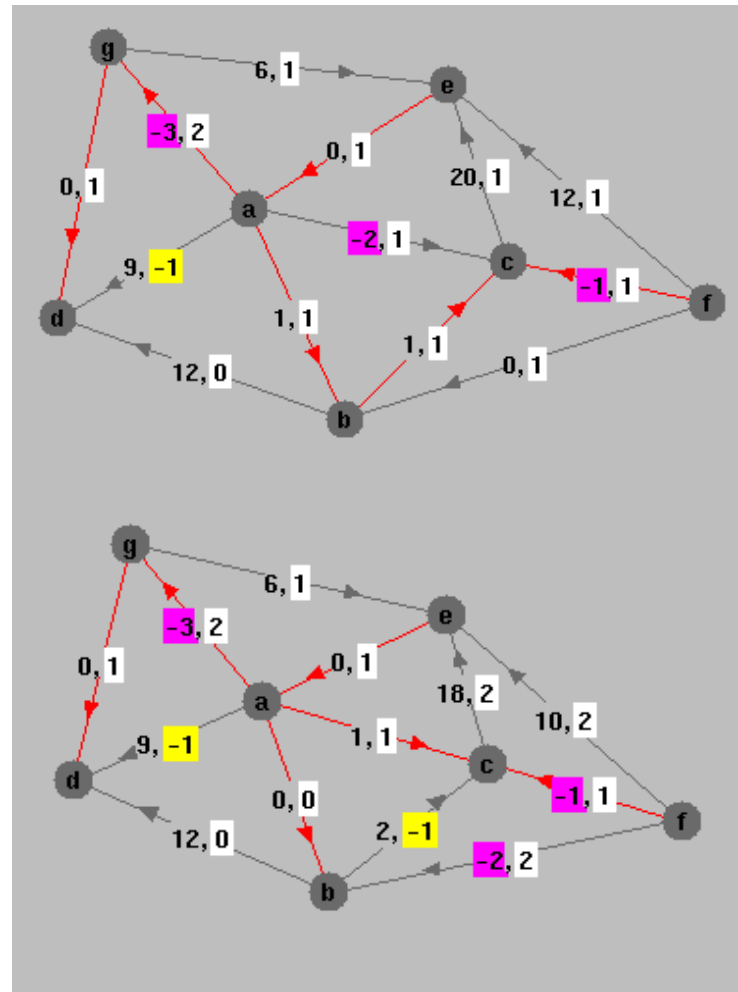 g
6, 1
e
-3, 2
0, 1
0, 1
20, 1
12, 1
a
-2, 1
c
9, -1
-1, 1
f
d
1, 1
1, 1
12, 0
0, 1
b
g
6, 1
e
-3, 2
0, 1
0, 1
18, 2
10, 2
a
1, 1
9, -1
c
d
-1, 1
0, 0
f
12, 0
2, -1
-2, 2
b